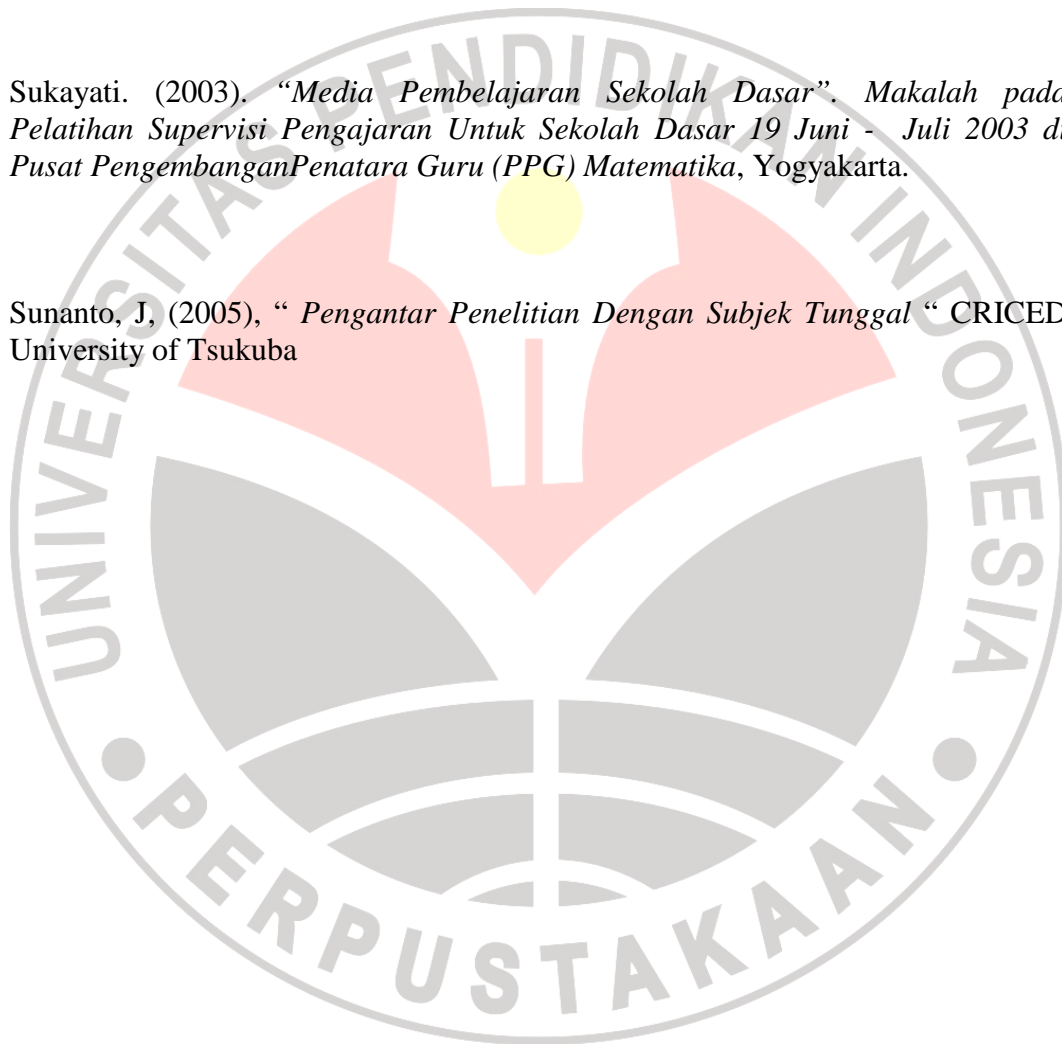 Sukayati. (2003). “Media Pembelajaran Sekolah Dasar”. Makalah pada
Pelatihan Supervisi Pengajaran Untuk Sekolah Dasar 19 Juni - Juli 2003 di
Pusat PengembanganPenatara Guru (PPG) Matematika, Yogyakarta.
Sunanto, J, (2005), “ Pengantar Penelitian Dengan Subjek Tunggal “ CRICED
University of Tsukuba
UNIVERSITAS PENDIDIKAN INDONESIA
PERPUSTAKAAN